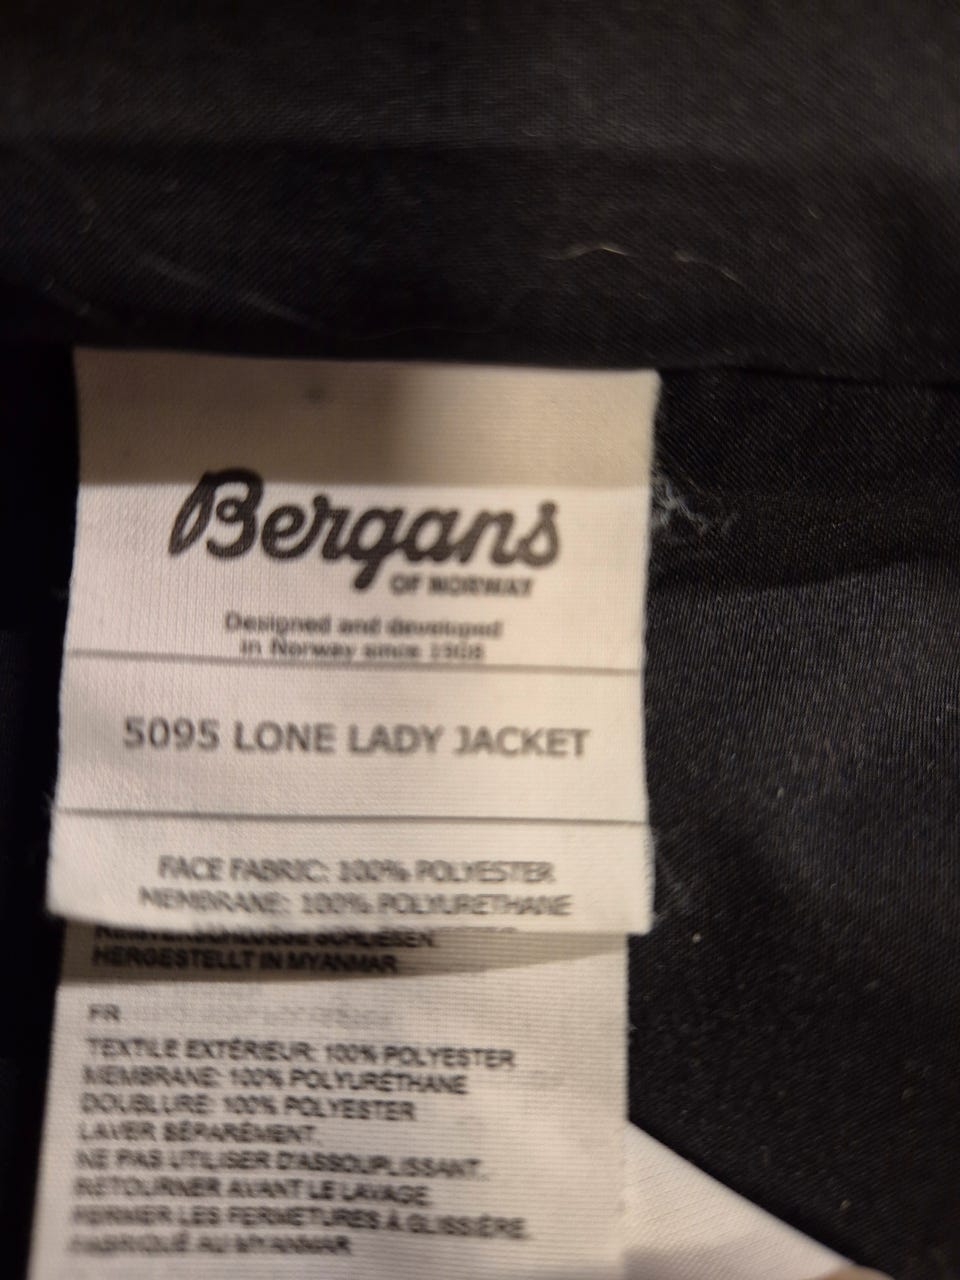 Bergans
OF NORWAY
Designed and developed
in Norway since 1908
5095 LONE LADY JACKET
FACE FABRIC: 100% POLYESTER
MEMBRANE: 100% POLYURETHANE
SCHLIEßEN.
HERGESTELLT IN MYANMAR
FR
TEXTILE EXTÉRIEUR: 100% POLYESTER
MEMBRANE: 100% POLYURÉTHANE
DOUBLURE: 100% POLYESTER
LAVER SÉPARÉMENT.
NE PAS UTILISER D'ASSOUPLISSANT.
RETOURNER AVANT LE LAVAGE.
FERMER LES FERMETURES À GLISSIÈRE.
FABRIQUÉ AU MYANMAR